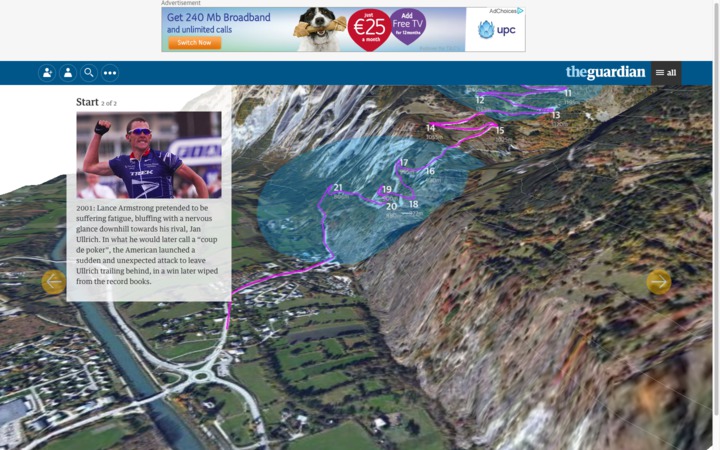 Advertisement
Get 240 Mb Broadband
and unlimited calls
Switch Now
Just
€25
a month
Add
Free TV
for 12 months
AdChoices
upc
theguardian
all
Start 2 of 2
TREK
2001: Lance Armstrong pretended to be
suffering fatigue, bluffing with a nervous
glance downhill towards his rival, Jan
Ullrich. In what he would later call a “coup
de poker”, the American launched a
sudden and unexpected attack to leave
Ullrich trailing behind, in a win later wiped
from the record books.
11
12
13
14
15
16
17
18
19
20
21